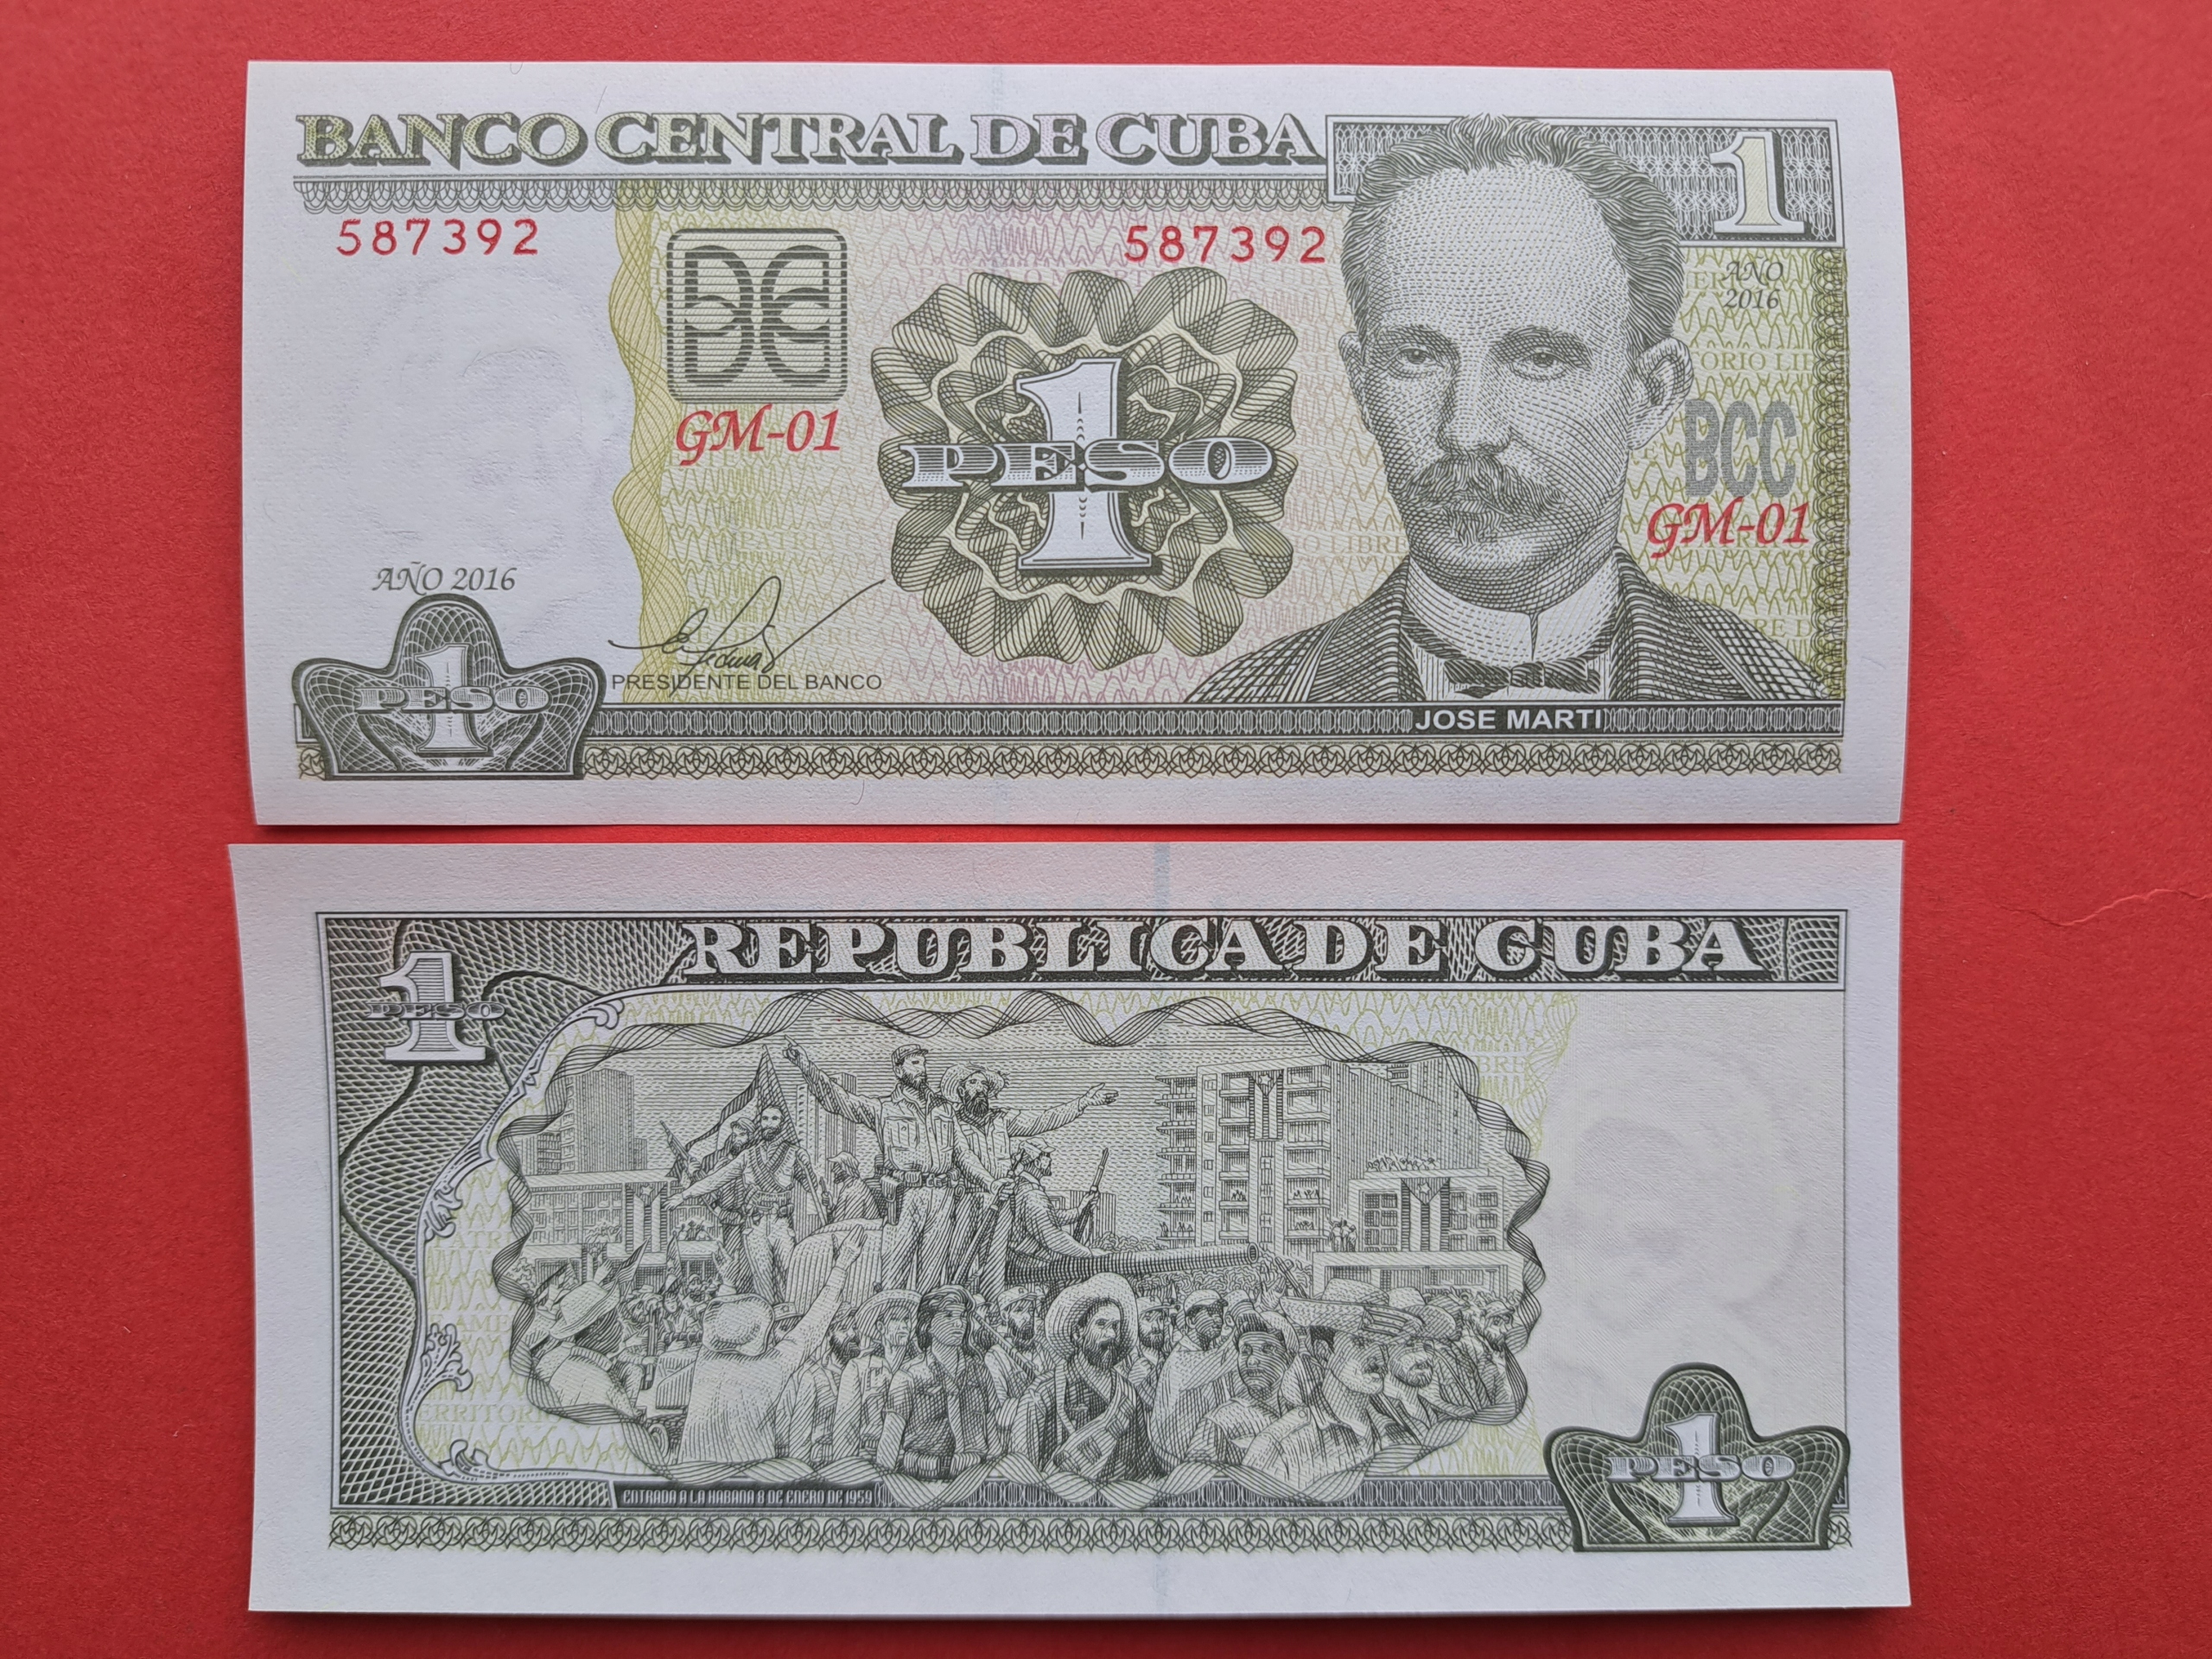 BANCO CENTRAL DE CUBA
1
587392
587392
AÑO
2016
GM-01
1
PESO
BCC
GM-01
AÑO 2016
PRESIDENTE DEL BANCO
1
PESO
JOSE MARTI
REPUBLICA DE CUBA
1
PESO
ENTRADA A LA HABANA 8 DE ENERO DE 1959
1
PESO